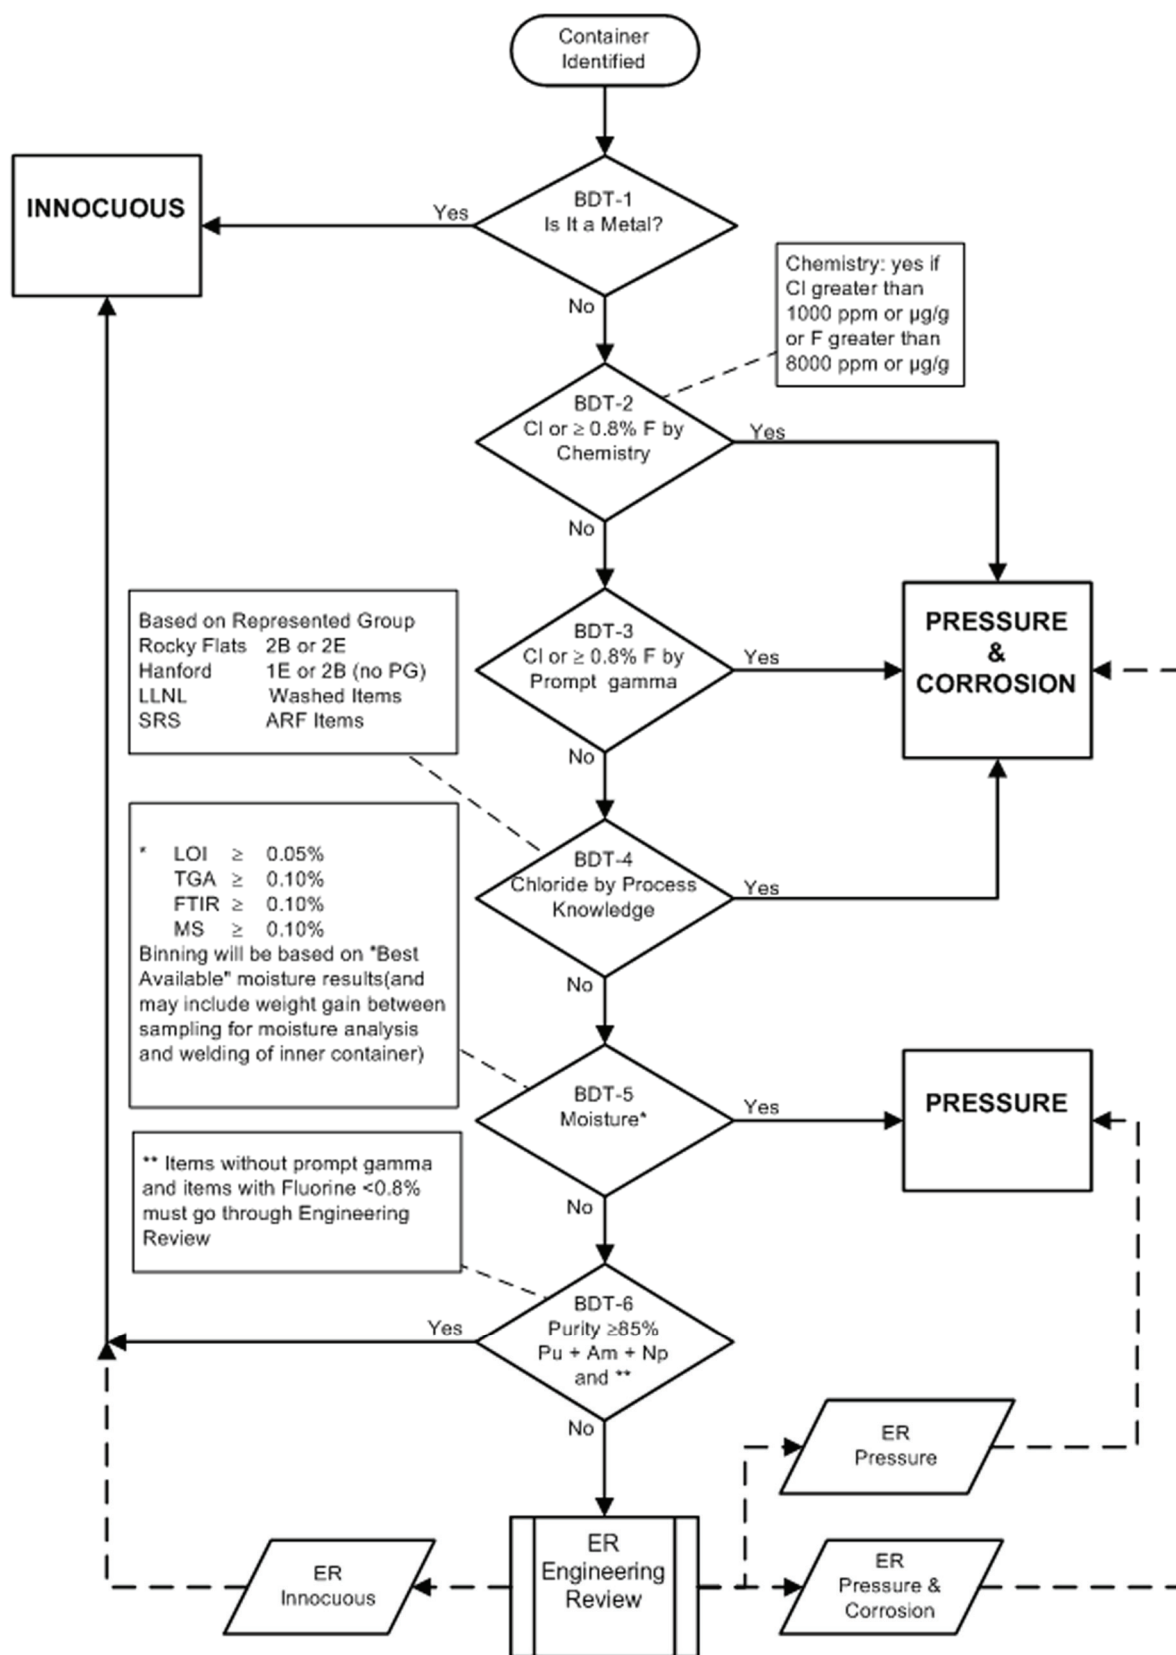 Container
Identified
INNOCUOUS
Yes
BDT-1
Is It a Metal?
No
Chemistry: yes if
Cl greater than
1000 ppm or µg/g
or F greater than
8000 ppm or µg/g
BDT-2
Cl or ≥ 0.8% F by
Chemistry
Yes
No
Based on Represented Group
Rocky Flats 2B or 2E
Hanford 1E or 2B (no PG)
LLNL Washed Items
SRS ARF Items
BDT-3
Cl or ≥ 0.8% F by
Prompt gamma
Yes
PRESSURE
&
CORROSION
No
BDT-4
Chloride by Process
Knowledge
Yes
No
* LOI ≥ 0.05%
TGA ≥ 0.10%
FTIR ≥ 0.10%
MS ≥ 0.10%
Binning will be based on "Best
Available" moisture results(and
may include weight gain between
sampling for moisture analysis
and welding of inner container)
BDT-5
Moisture*
Yes
PRESSURE
No
** Items without prompt gamma
and items with Fluorine <0.8%
must go through Engineering
Review
BDT-6
Purity ≥85%
Pu + Am + Np
and **
Yes
No
ER
Pressure
ER
Engineering
Review
ER
Innocuous
ER
Pressure &
Corrosion